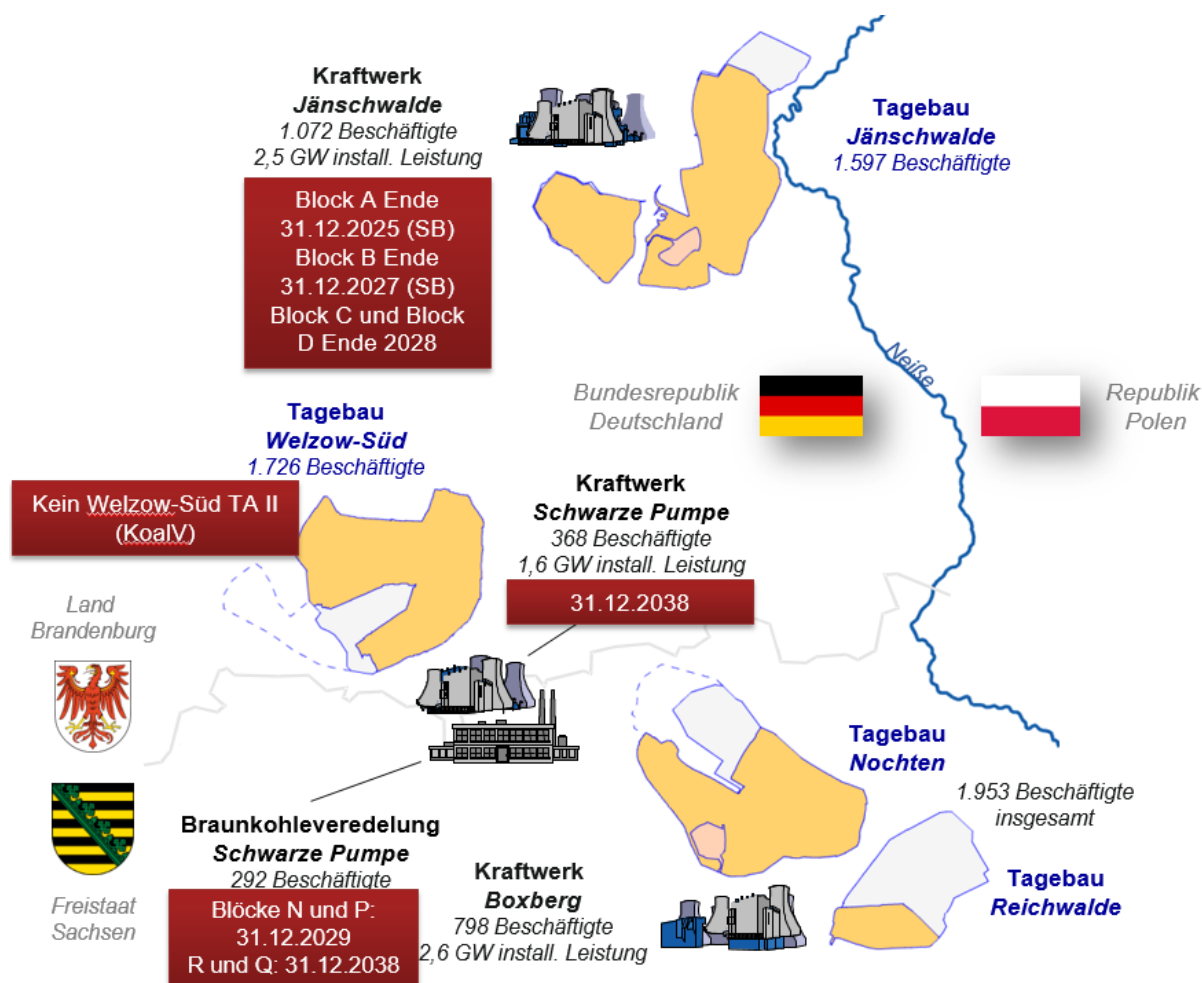 Kraftwerk
Jänschwalde
1.072 Beschäftigte
2,5 GW install. Leistung
Block A Ende
31.12.2025 (SB)
Block B Ende
31.12.2027 (SB)
Block C und Block
D Ende 2028
Tagebau
Jänschwalde
1.597 Beschäftigte
Neiße
Bundesrepublik
Deutschland
Republik
Polen
Tagebau
Welzow-Süd
1.726 Beschäftigte
Kein Welzow-Süd TA II
(KoalV)
Kraftwerk
Schwarze Pumpe
368 Beschäftigte
1,6 GW install. Leistung
31.12.2038
Land
Brandenburg
Freistaat
Sachsen
Braunkohleveredelung
Schwarze Pumpe
292 Beschäftigte
Blöcke N und P:
31.12.2029
R und Q: 31.12.2038
Kraftwerk
Boxberg
798 Beschäftigte
2,6 GW install. Leistung
Tagebau
Nochten
1.953 Beschäftigte
insgesamt
Tagebau
Reichwalde